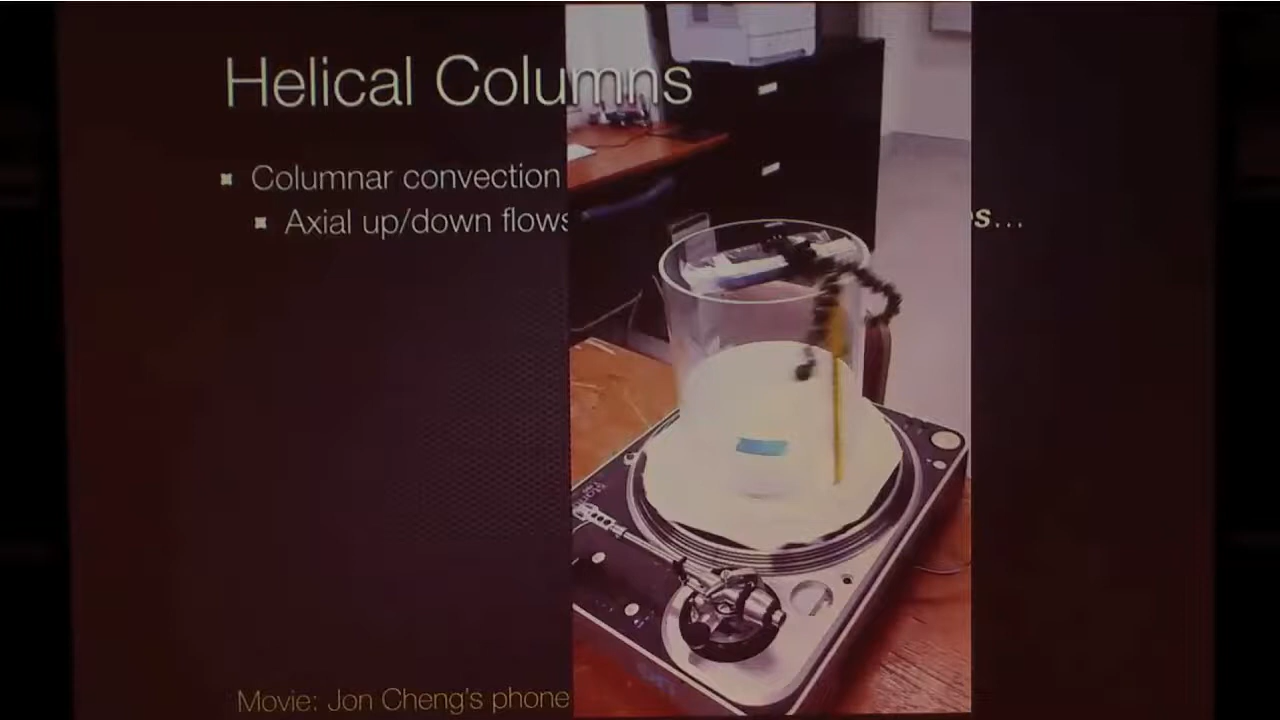 Helical Columns
Columnar convection
Axial up/down flows
s...
Movie: Jon Cheng's phone